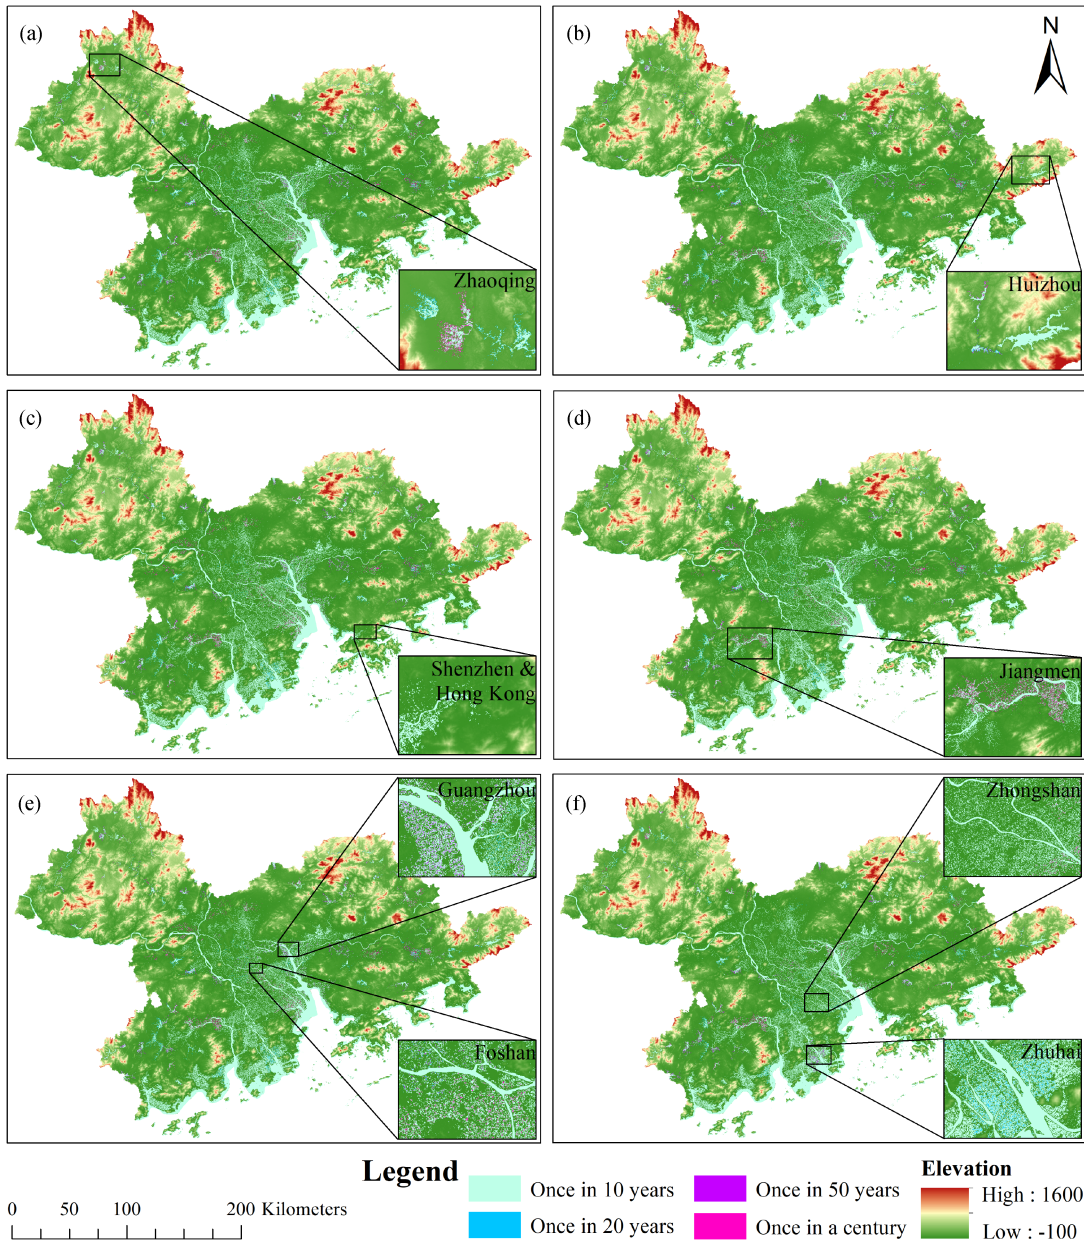 (a)
Zhaoqing
(b)
N
Huizhou
(c)
Shenzhen &
Hong Kong
(d)
Jiangmen
(e)
Guangzhou
Foshan
(f)
Zhongshan
Zhuhai
Legend
0 50 100 200 Kilometers
Once in 10 years
Once in 20 years
Once in 50 years
Once in a century
Elevation
High : 1600
Low : -100